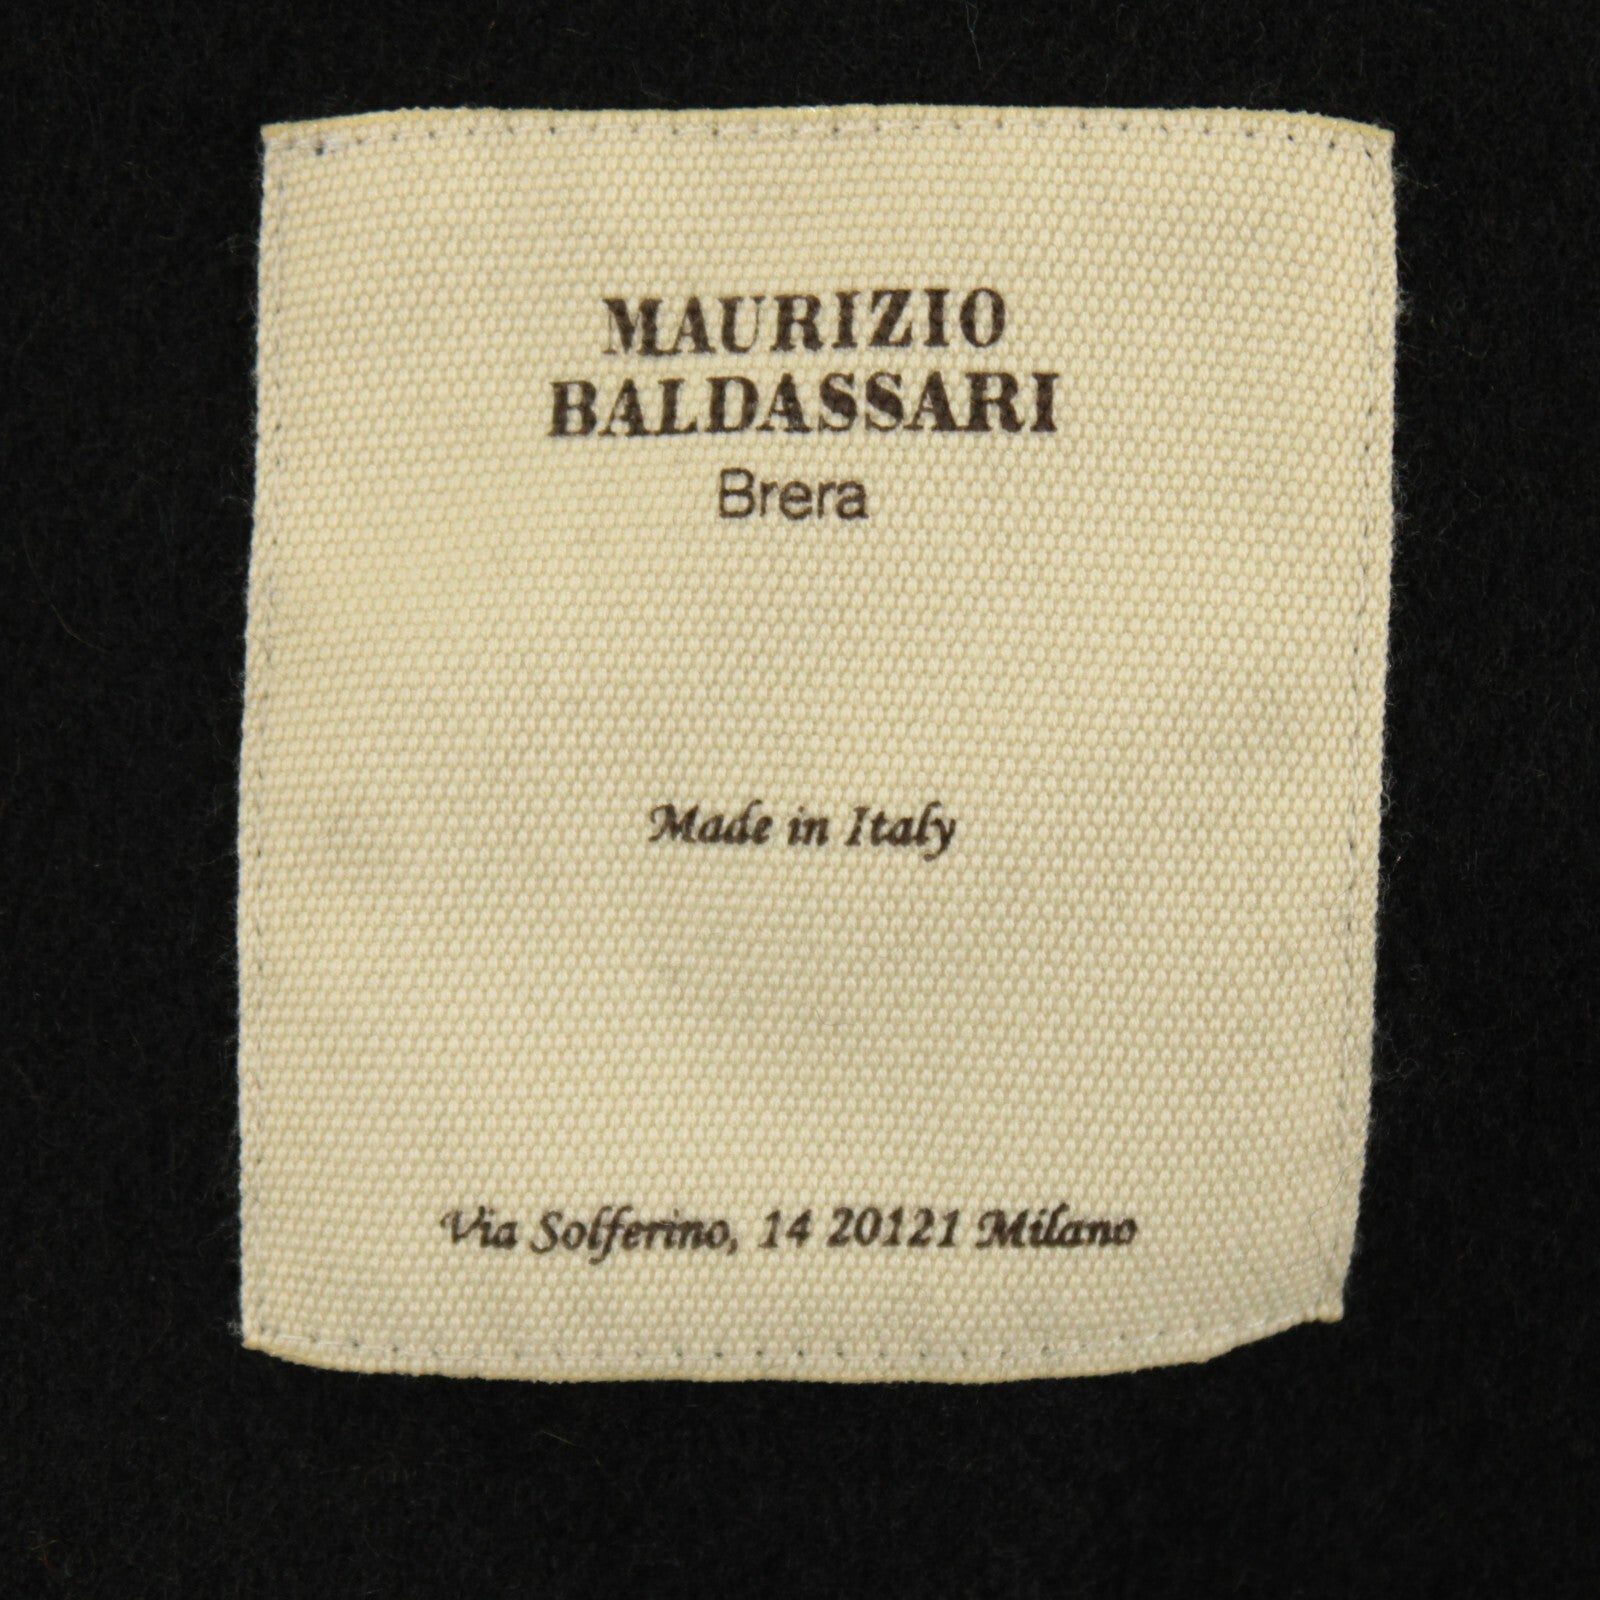 MAURIZIO
BALDASSARI
Brera
Made in Italy
Via Solferino, 14 20121 Milano